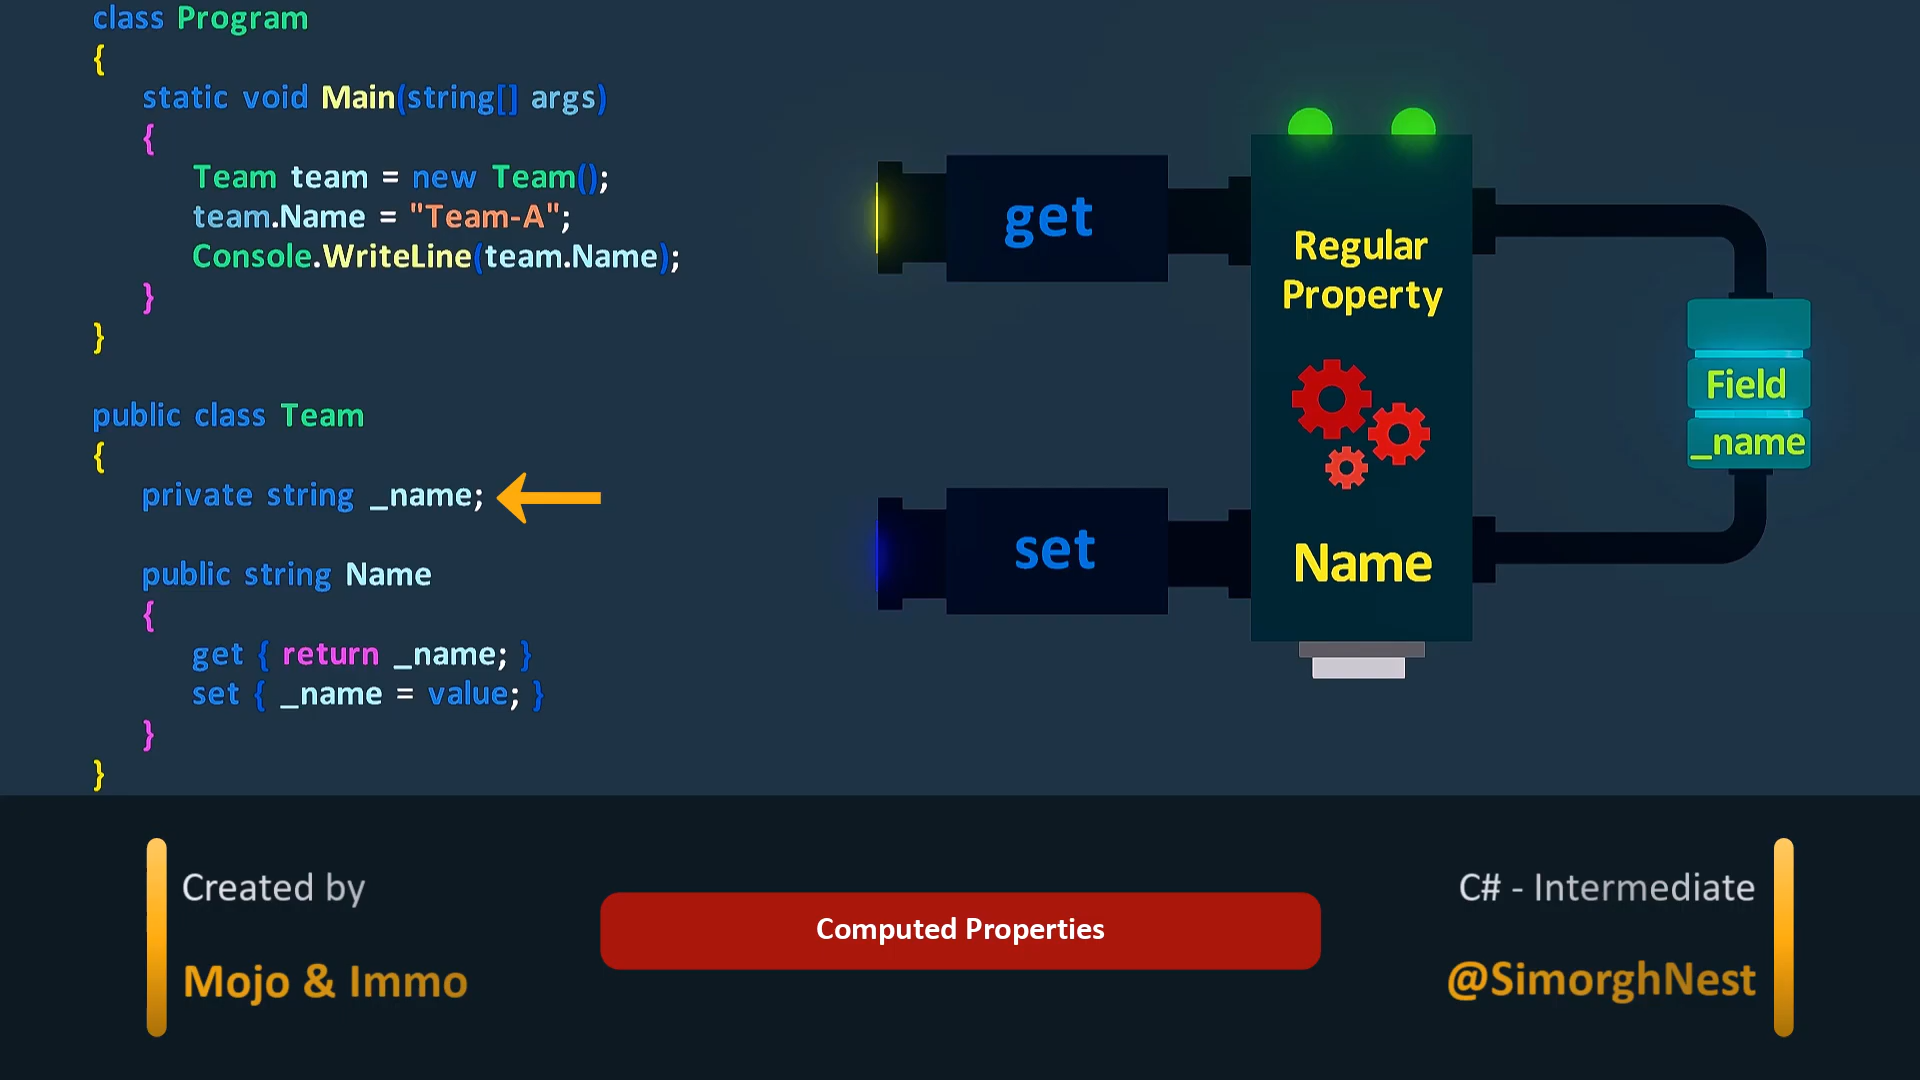 class Program
{
static void Main(string[] args)
{
Team team = new Team();
team.Name = "Team-A";
Console.WriteLine(team.Name);
}
}
public class Team
{
private string _name;
public string Name
{
get { return _name; }
set { _name = value; }
}
}
get
set
Regular
Property
Name
Field
_name
Created by
Mojo & Immo
Computed Properties
C# - Intermediate
@SimorghNest